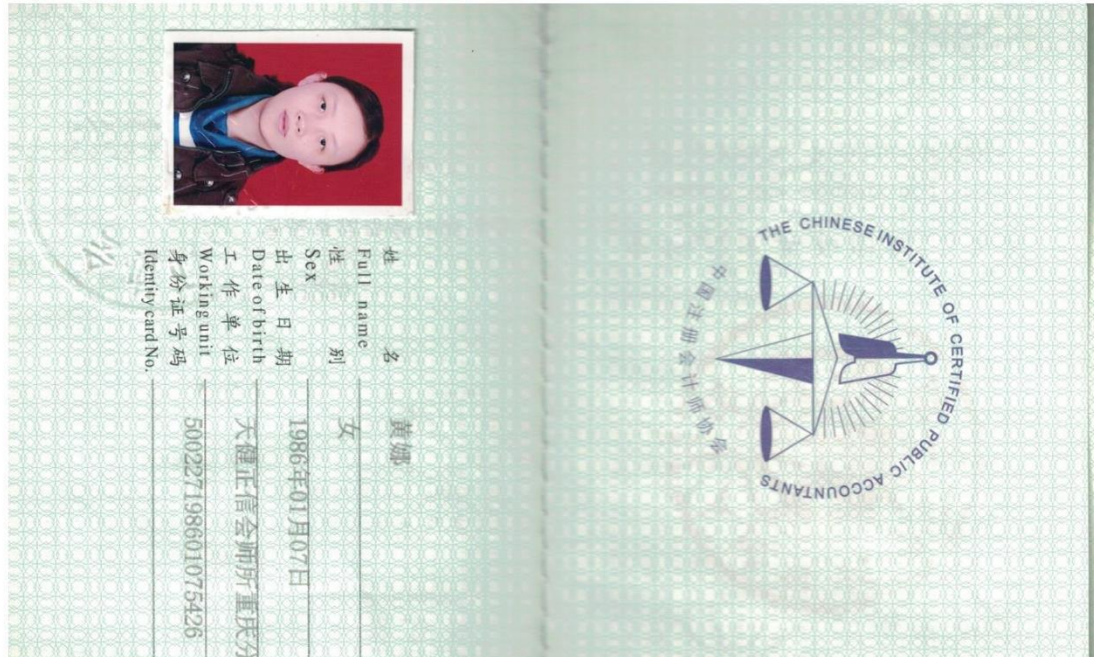 姓名 黄娜
Full name
性别 女
Sex
出生日期 1986年01月07日
Date of birth
工作单位 天健正信会师所重庆分
Working unit
身份证号码 500227198601075426
Identity card No.
THE CHINESE INSTITUTE OF CERTIFIED PUBLIC ACCOUNTANTS
中国注册会计师协会